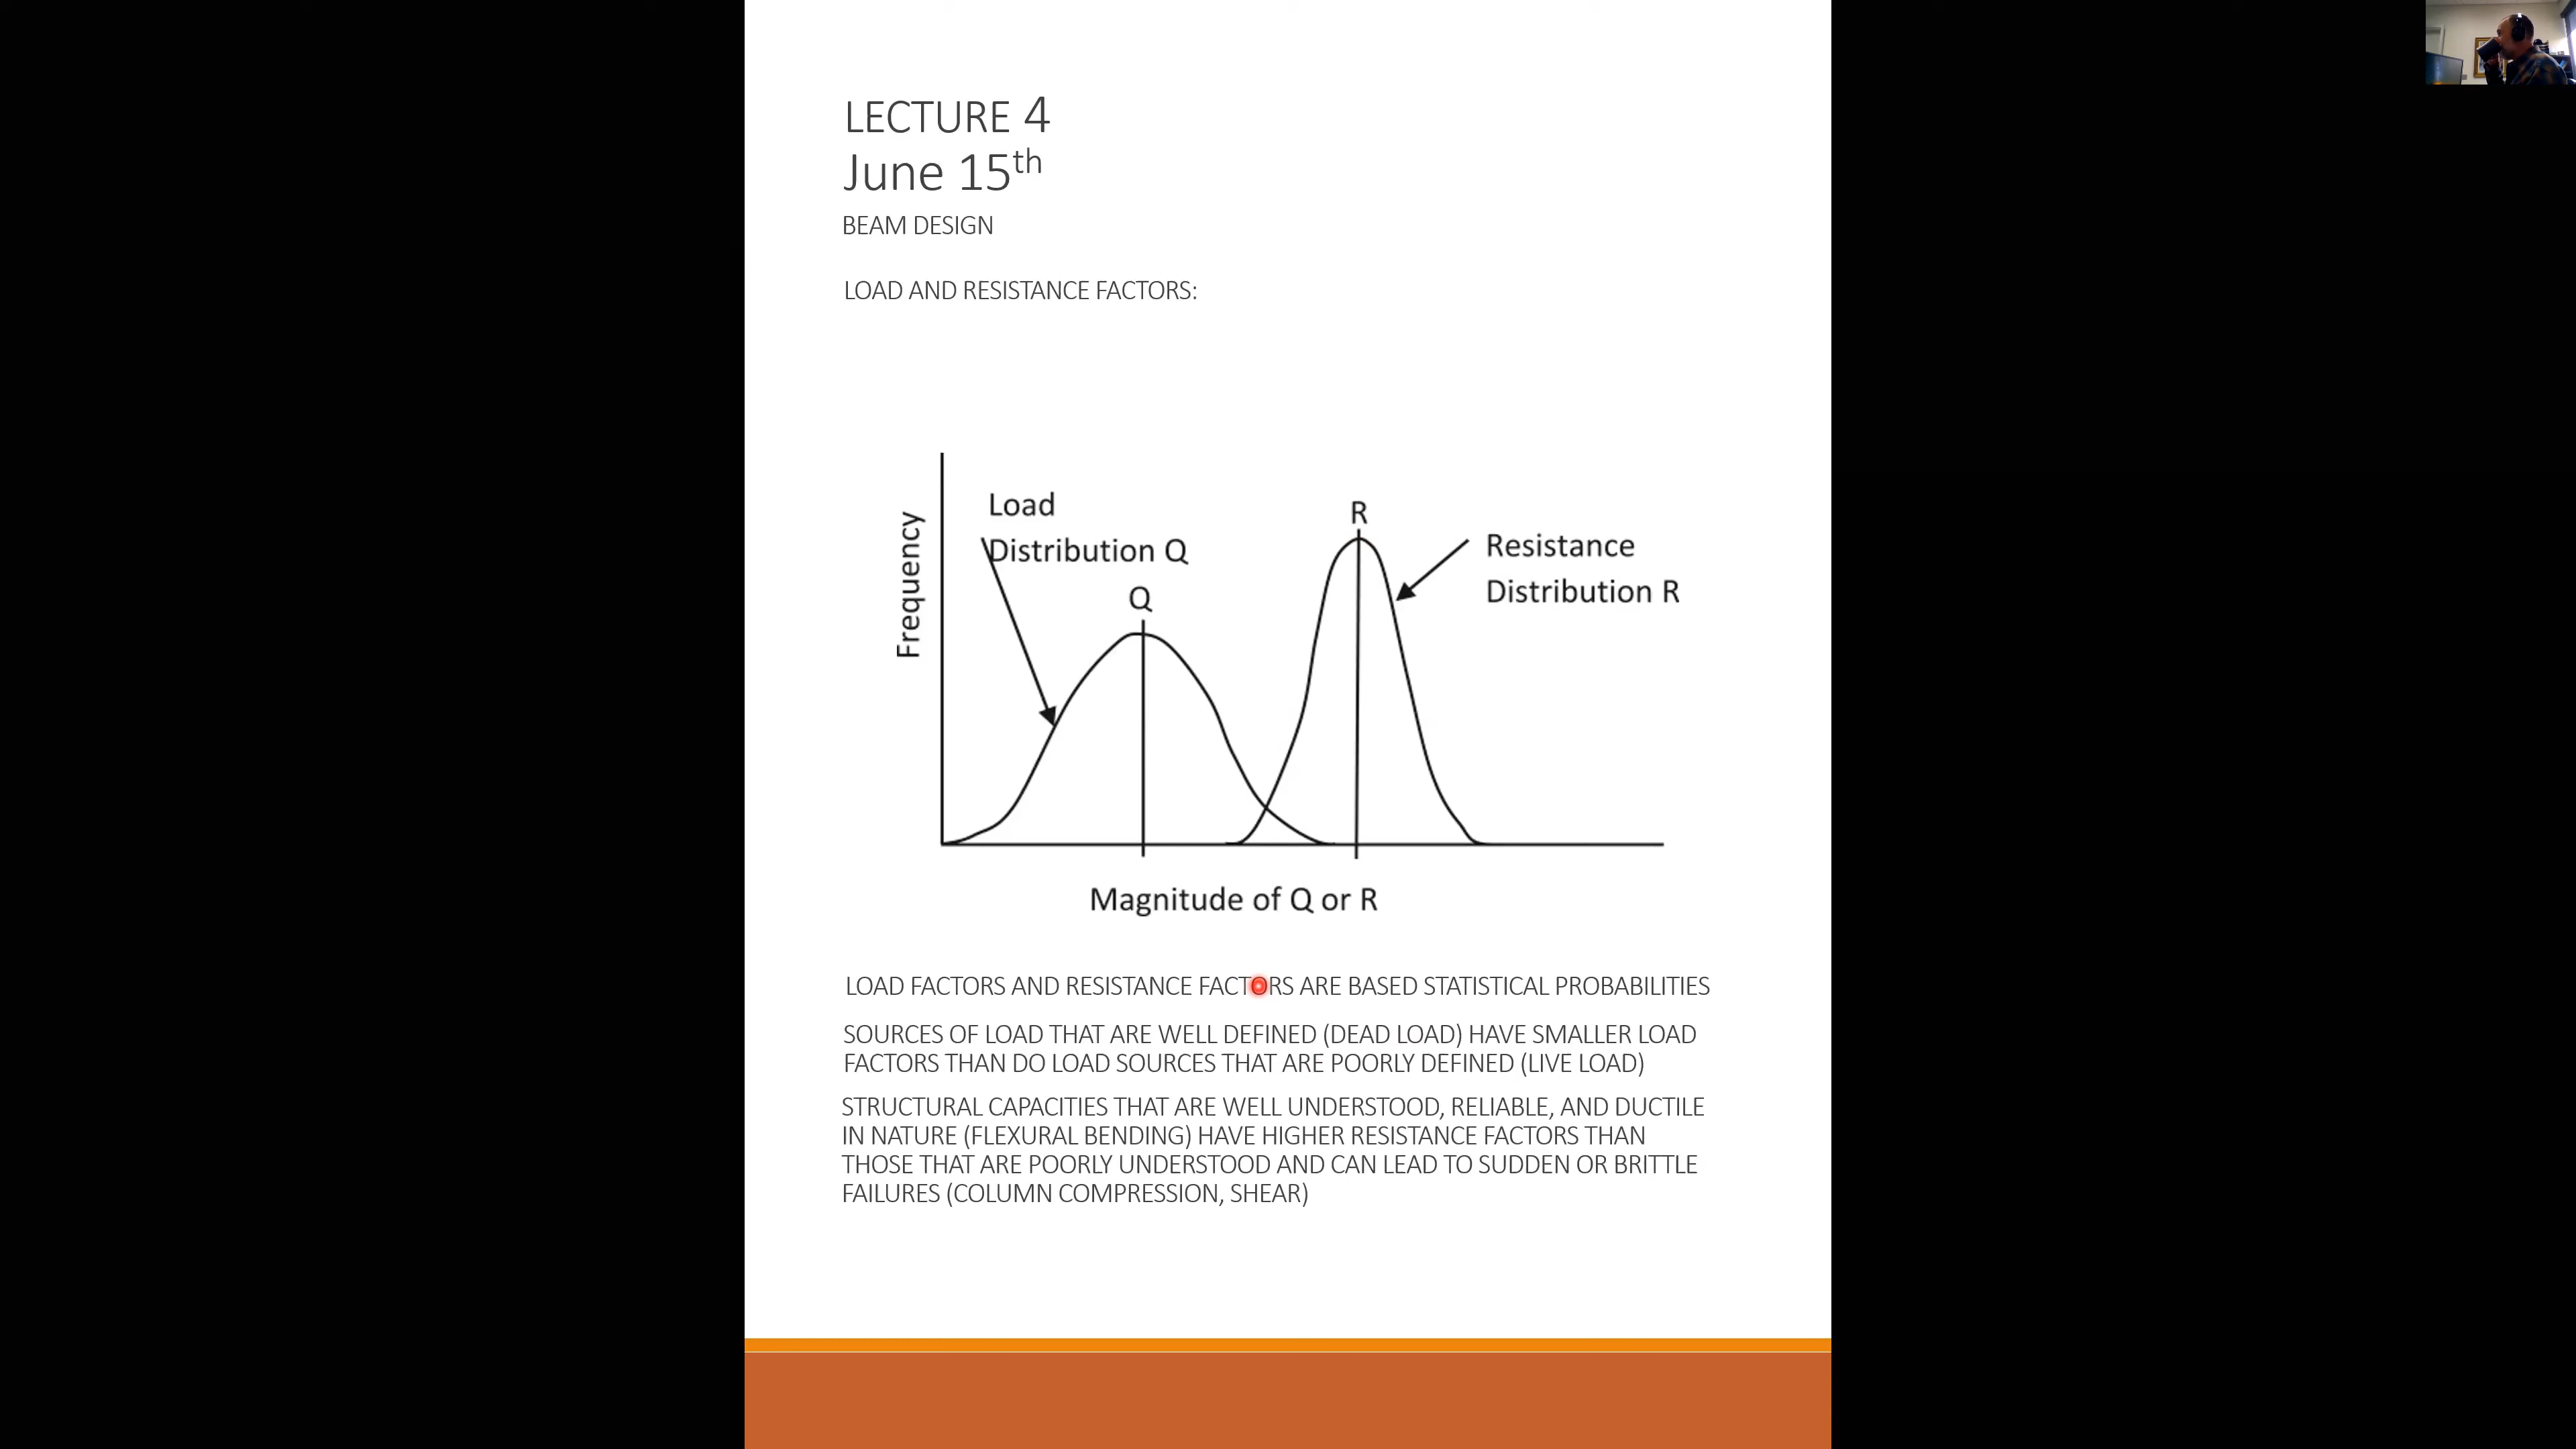 LECTURE 4
June 15th
BEAM DESIGN
LOAD AND RESISTANCE FACTORS:
Load
Distribution Q
Q
R
Resistance
Distribution R
Frequency
Magnitude of Q or R
LOAD FACTORS AND RESISTANCE FACTORS ARE BASED STATISTICAL PROBABILITIES
SOURCES OF LOAD THAT ARE WELL DEFINED (DEAD LOAD) HAVE SMALLER LOAD
FACTORS THAN DO LOAD SOURCES THAT ARE POORLY DEFINED (LIVE LOAD)
STRUCTURAL CAPACITIES THAT ARE WELL UNDERSTOOD, RELIABLE, AND DUCTILE
IN NATURE (FLEXURAL BENDING) HAVE HIGHER RESISTANCE FACTORS THAN
THOSE THAT ARE POORLY UNDERSTOOD AND CAN LEAD TO SUDDEN OR BRITTLE
FAILURES (COLUMN COMPRESSION, SHEAR)